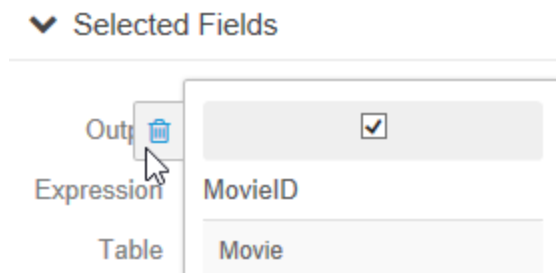 Selected Fields
Outp
Expression
MovieID
Table
Movie